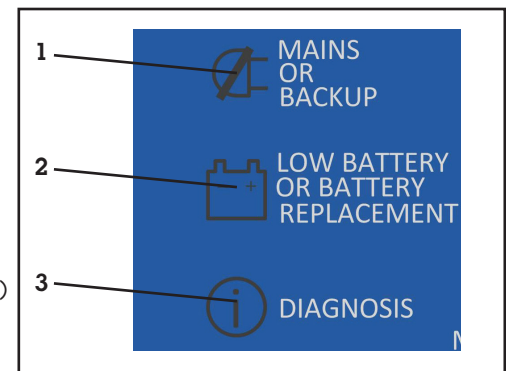 1
MAINS
OR
BACKUP
2
LOW BATTERY
OR BATTERY
REPLACEMENT
3
i DIAGNOSIS